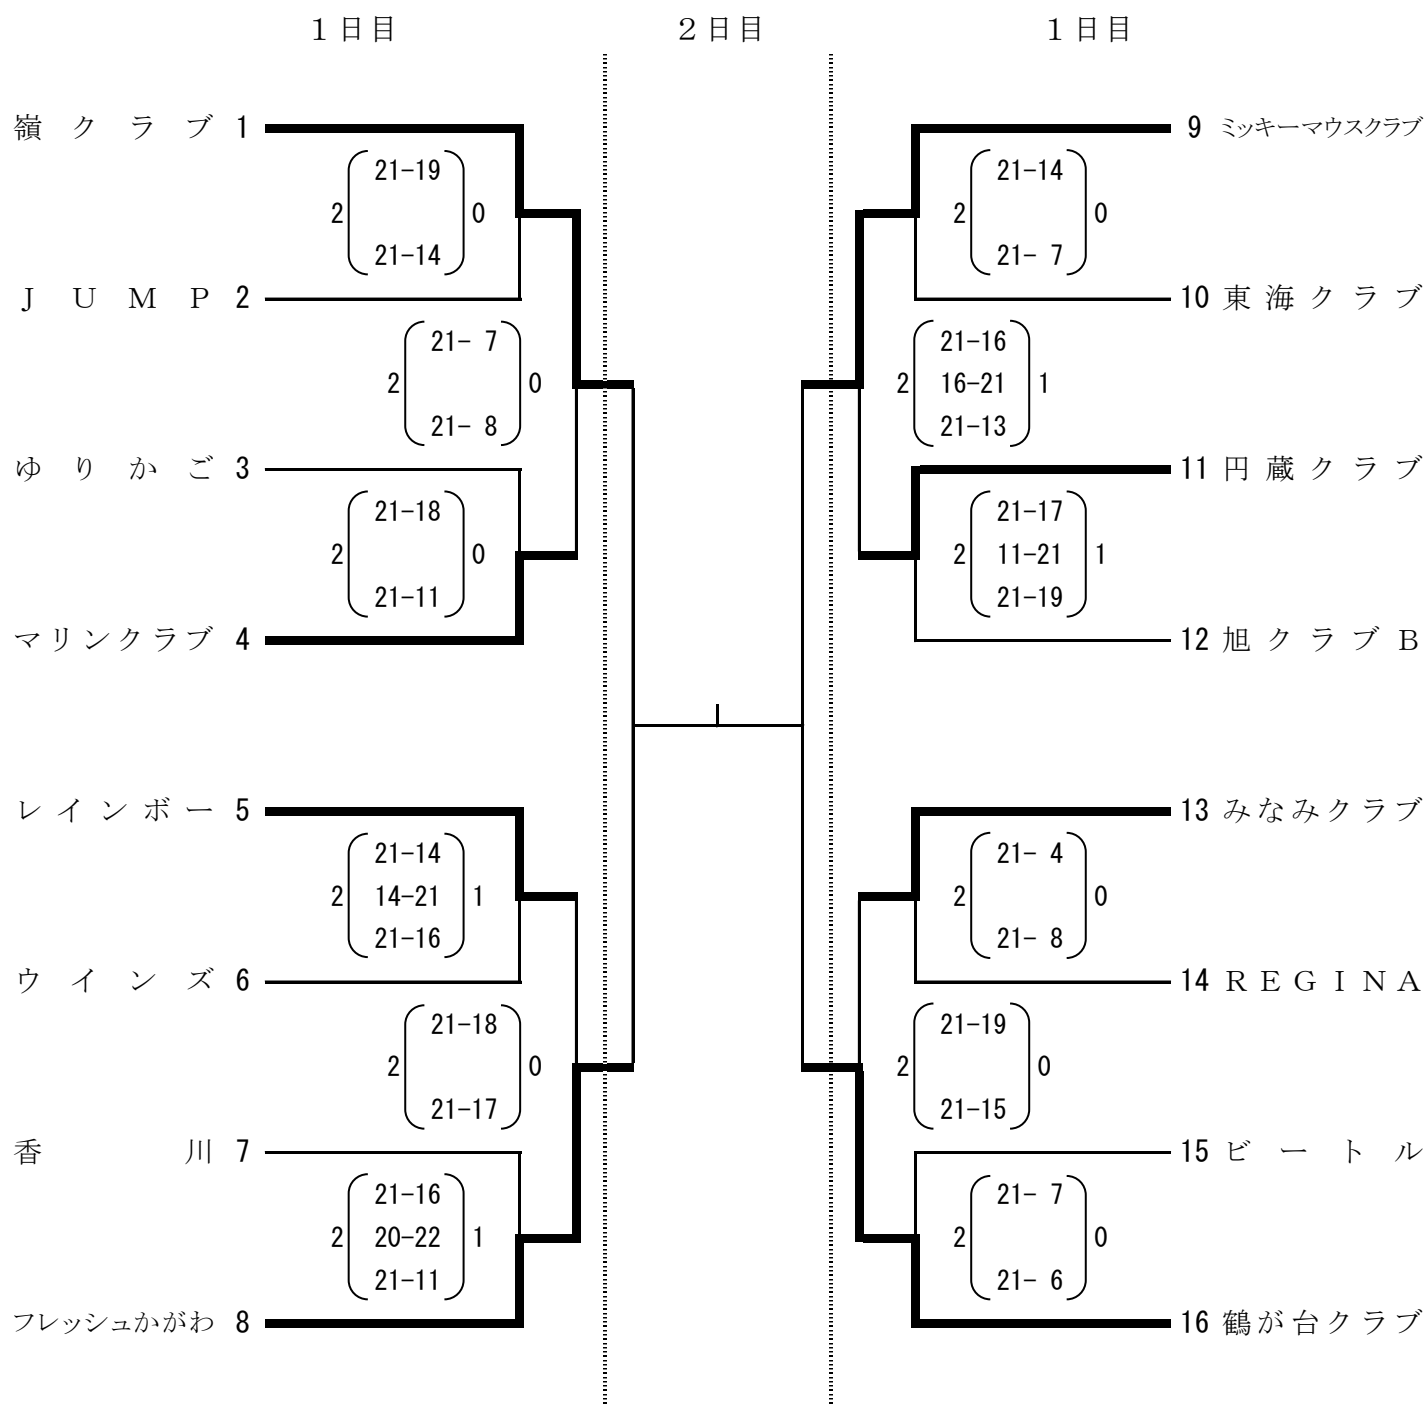 １日目 ２日目 １日目
嶺クラブ 1 9 ミッキーマウスクラブ
21-19 21-14
2 0 2 0
21-14 21- 7
ＪＵＭＰ 2 10 東海クラブ
21- 7 21-16
2 0 2 16-21 1
21- 8 21-13
ゆりかご 3 11 円蔵クラブ
21-18 21-17
2 0 2 11-21 1
21-11 21-19
マリンクラブ 4 12 旭クラブＢ
レインボー 5 13 みなみクラブ
21-14 21- 4
2 14-21 1 2 0
21-16 21- 8
ウインズ 6 14 ＲＥＧＩＮＡ
21-18 21-19
2 0 2 0
21-17 21-15
香川 7 15 ビートル
21-16 21- 7
2 20-22 1 2 0
21-11 21- 6
フレッシュかがわ 8 16 鶴が台クラブ